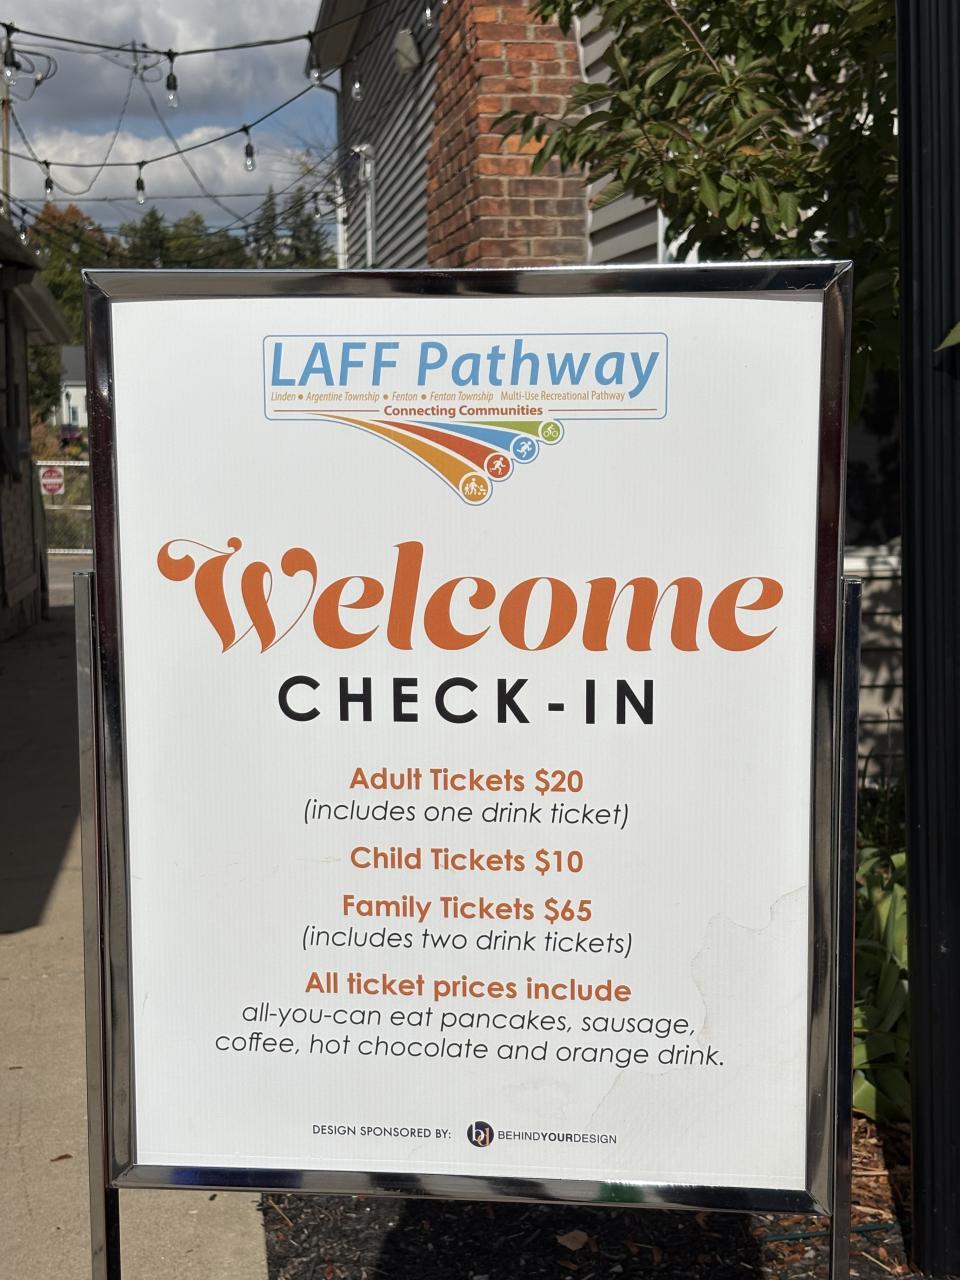 LAFF Pathway
Linden • Argentine Township • Fenton • Fenton Township Multi-Use Recreational Pathway
Connecting Communities
Welcome
CHECK-IN
Adult Tickets $20
(includes one drink ticket)
Child Tickets $10
Family Tickets $65
(includes two drink tickets)
All ticket prices include
all-you-can eat pancakes, sausage,
coffee, hot chocolate and orange drink.
DESIGN SPONSORED BY: bd BEHINDYOURDESIGN